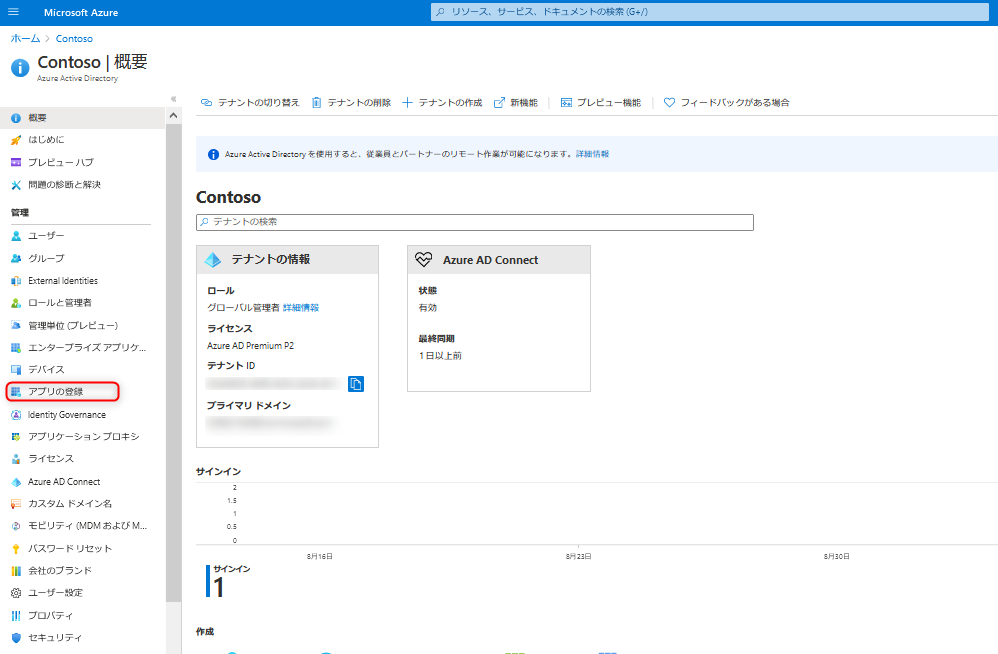 Microsoft Azure
リソース、サービス、ドキュメントの検索 (G+/)
ホーム > Contoso
Contoso | 概要
Azure Active Directory
«
概要
はじめに
プレビュー ハブ
問題の診断と解決
管理
ユーザー
グループ
External Identities
ロールと管理者
管理単位 (プレビュー)
エンタープライズ アプリケ...
デバイス
アプリの登録
Identity Governance
アプリケーション プロキシ
ライセンス
Azure AD Connect
カスタム ドメイン名
モビリティ (MDM および M...
パスワード リセット
会社のブランド
ユーザー設定
プロパティ
セキュリティ
テナントの切り替え テナントの削除 テナントの作成 新機能 プレビュー機能 フィードバックがある場合
Azure Active Directory を使用すると、従業員とパートナーのリモート作業が可能になります。詳細情報
Contoso
テナントの検索
テナントの情報
ロール
グローバル管理者 詳細情報
ライセンス
Azure AD Premium P2
テナント ID
プライマリ ドメイン
Azure AD Connect
状態
有効
最終同期
1 日以上前
サインイン
2
1.5
1
0.5
0
8月16日 8月23日 8月30日
サインイン
1
作成